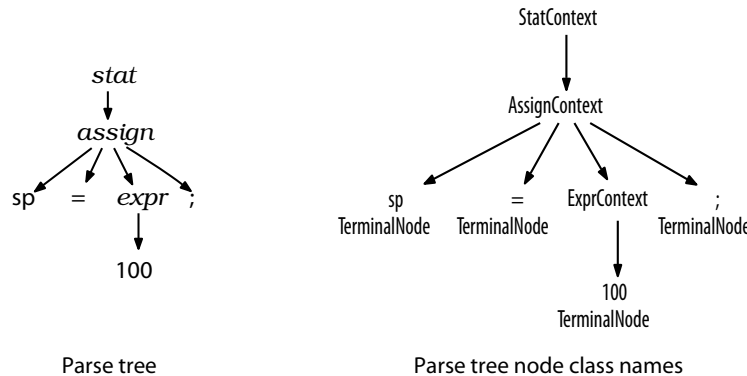 stat
assign
sp = expr ;
100
Parse tree
StatContext
AssignContext
sp = ExprContext ;
TerminalNode TerminalNode TerminalNode
100
TerminalNode
Parse tree node class names